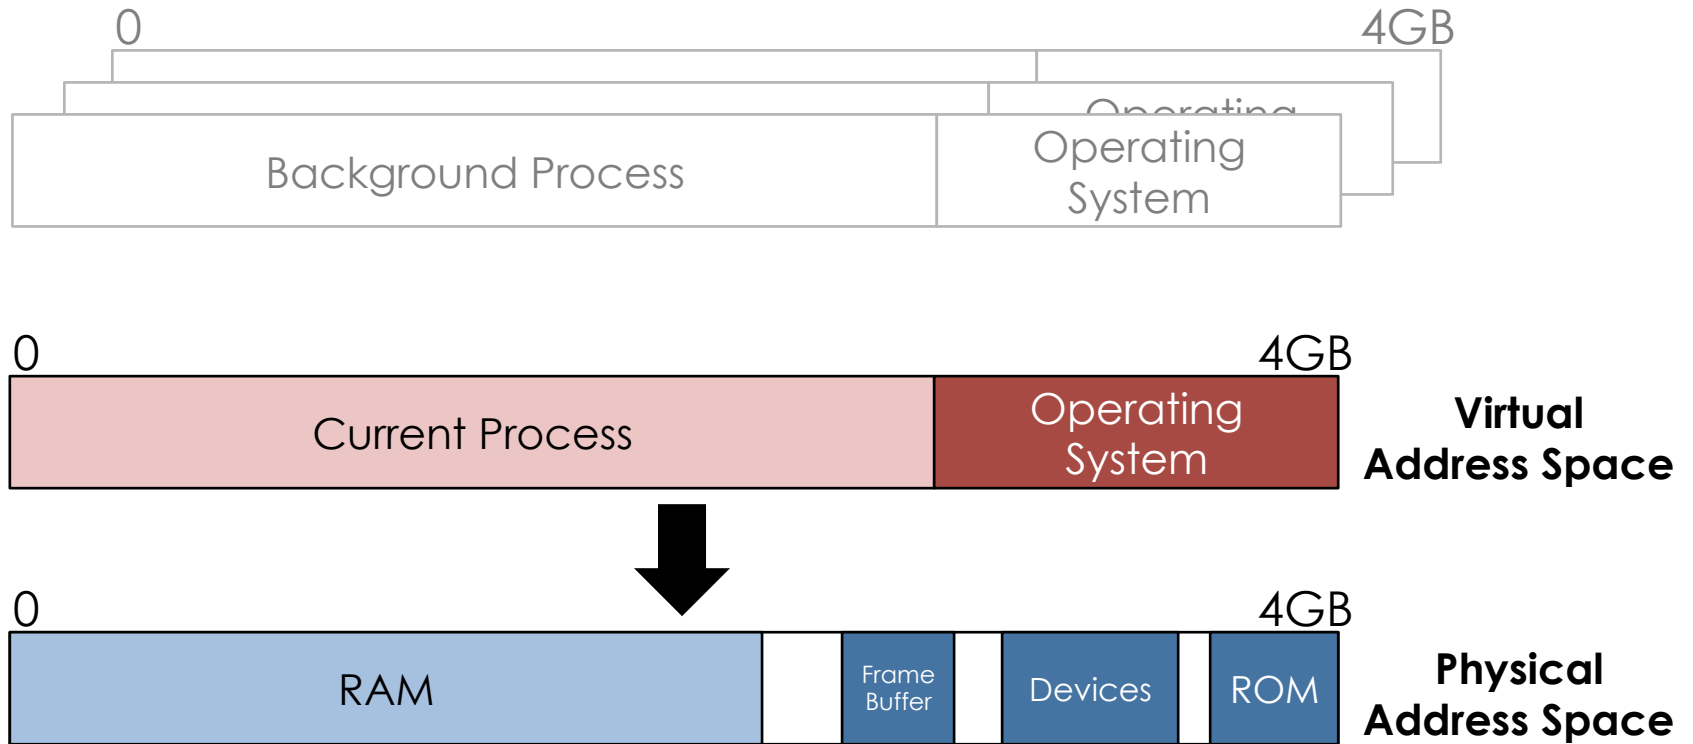 0 4GB
Operating
Background Process
Operating
System
0 4GB
Current Process
Operating
System
Virtual
Address Space
0 4GB
RAM
Frame
Buffer
Devices
ROM
Physical
Address Space